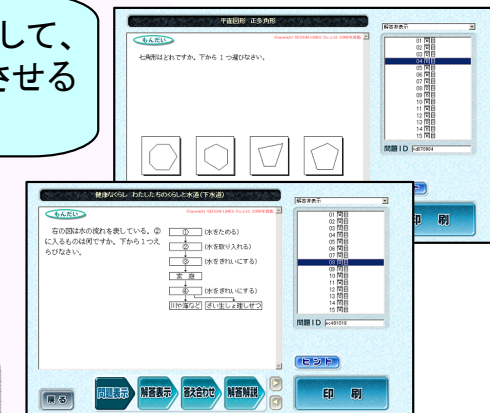 して、
させる
平面図形 正多角形
もんだい
七角形はどれですか。下から 1 つ選びなさい。
解答非表示
01 問目
02 問目
03 問目
04 問目
05 問目
06 問目
07 問目
08 問目
09 問目
10 問目
11 問目
12 問目
13 問目
14 問目
15 問目
問題ID
印 刷
健康なくらし わたしたちのくらしと水道(下水道)
もんだい
右の図は水の流れを表している。②
に入るものは何ですか。下から1つえ
らびなさい。
① (水をためる)
② (水を取り入れる)
③ (水をきれいにする)
家 庭
④ (水をきれいにする)
川や海など さい生しょ理しせつ
解答非表示
01 問目
02 問目
03 問目
04 問目
05 問目
06 問目
07 問目
08 問目
09 問目
10 問目
11 問目
12 問目
13 問目
14 問目
15 問目
問題ID
ヒント
戻る
問題表示
解答表示
答え合わせ
解答解説
印 刷